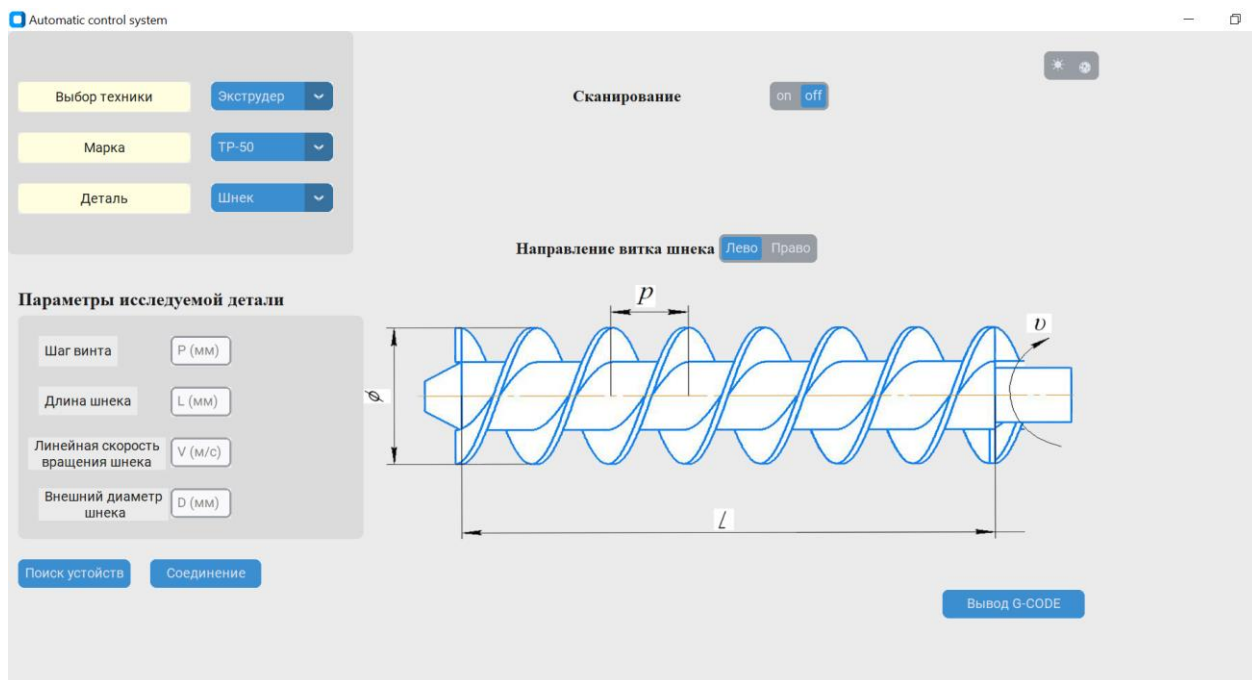 Automatic control system
Выбор техники
Экструдер
Марка
TP-50
Деталь
Шнек
Сканирование
on off
Направление витка шнека
Лево Право
Параметры исследуемой детали
Шаг винта
P (мм)
Длина шнека
L (мм)
Линейная скорость
вращения шнека
V (м/с)
Внешний диаметр
шнека
D (мм)
p
υ
ϕ
L
Поиск устойств
Соединение
Вывод G-CODE